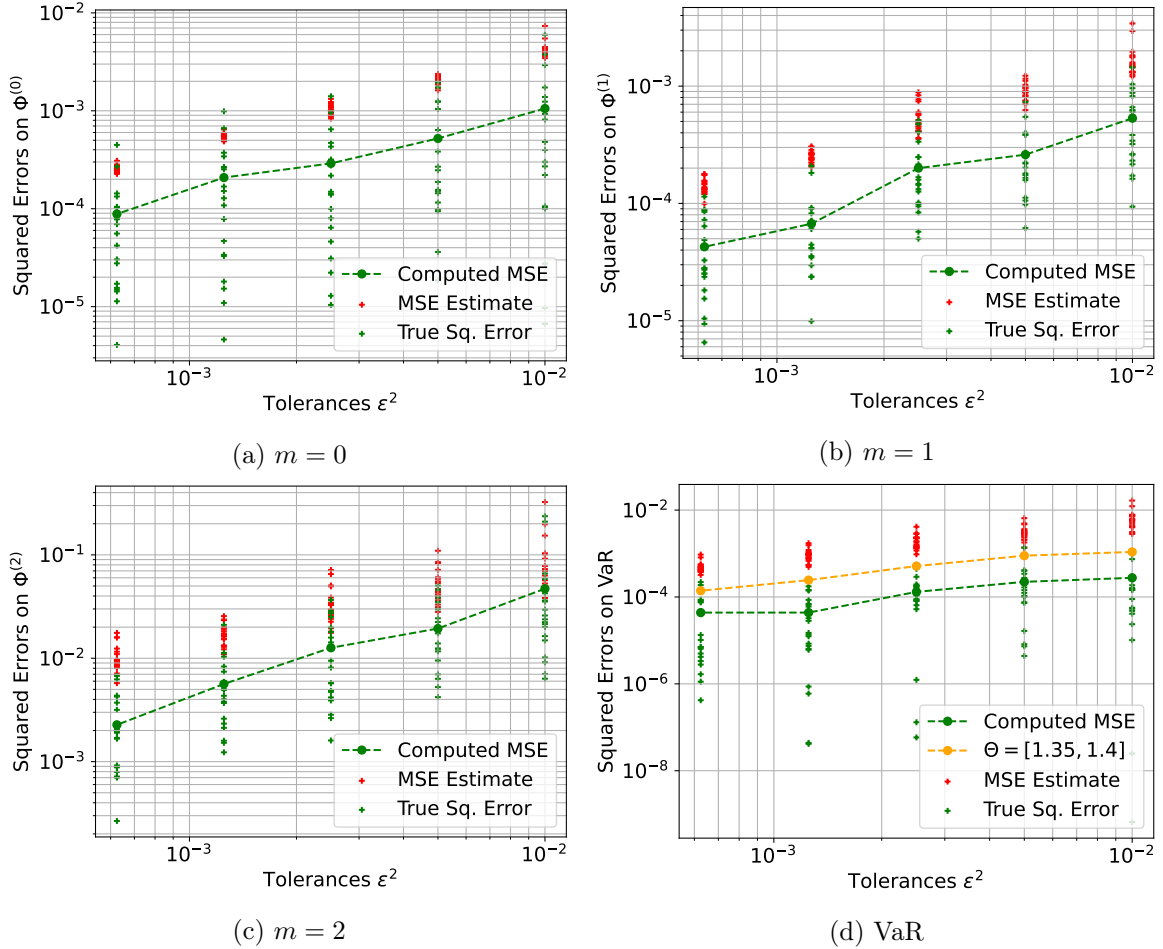 Squared Errors on Φ^(0)
10^-2
10^-3
10^-4
10^-5
Computed MSE
MSE Estimate
True Sq. Error
10^-3
10^-2
Tolerances ε^2
(a) m = 0
Squared Errors on Φ^(1)
10^-3
10^-4
10^-5
Computed MSE
MSE Estimate
True Sq. Error
10^-3
10^-2
Tolerances ε^2
(b) m = 1
Squared Errors on Φ^(2)
10^-1
10^-2
10^-3
Computed MSE
MSE Estimate
True Sq. Error
10^-3
10^-2
Tolerances ε^2
(c) m = 2
Squared Errors on VaR
10^-2
10^-4
10^-6
10^-8
Computed MSE
Θ = [1.35, 1.4]
MSE Estimate
True Sq. Error
10^-3
10^-2
Tolerances ε^2
(d) VaR